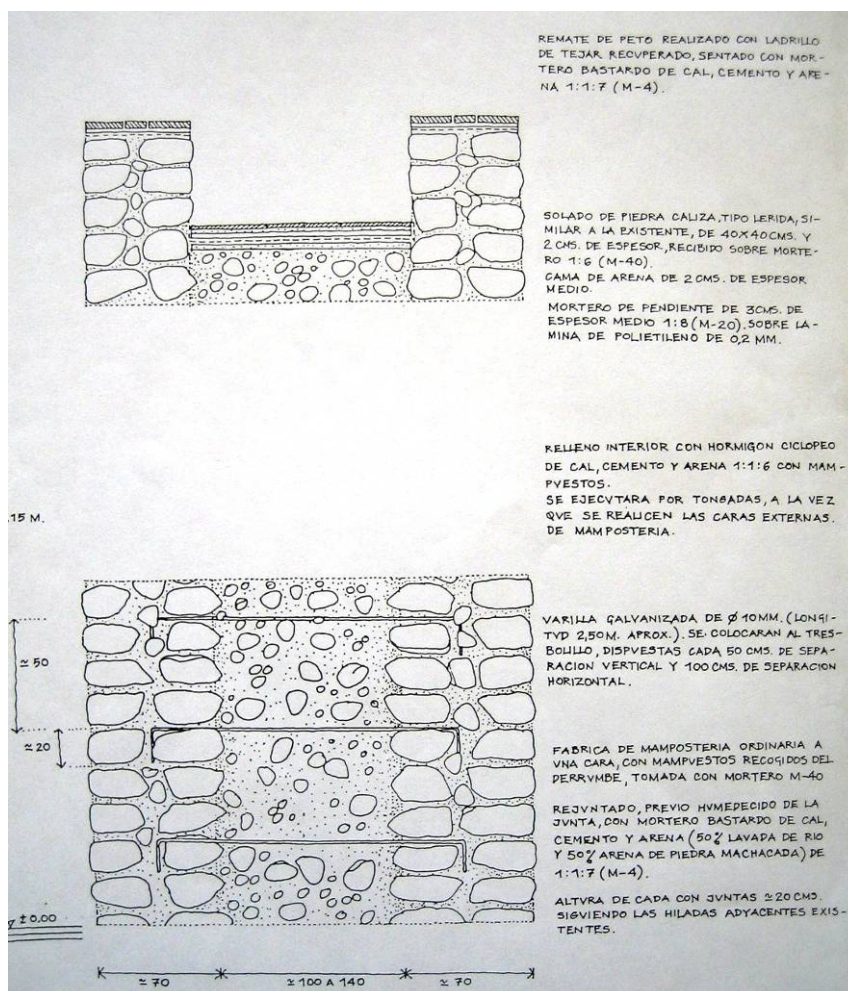 REMATE DE PETO REALIZADO CON LADRILLO
DE TEJAR RECVPERADO, SENTADO CON MOR-
TERO BASTARDO DE CAL, CEMENTO Y ARE-
NA 1:1:7 (M-4).
SOLADO DE PIEDRA CALIZA, TIPO LERIDA, SI-
MILAR A LA EXISTENTE, DE 40X40CMS. Y
2 CMS. DE ESPESOR, RECIBIDO SOBRE MORTE-
RO 1:6 (M-40).
CAMA DE ARENA DE 2 CMS. DE ESPESOR
MEDIO.
MORTERO DE PENDIENTE DE 3CMS. DE
ESPESOR MEDIO 1:8 (M-20). SOBRE LA-
MINA DE POLIETILENO DE 0,2 MM.
RELLENO INTERIOR CON HORMIGON CICLOPEO
DE CAL, CEMENTO Y ARENA 1:1:6 CON MAM-
PVESTOS.
SE EJECVTARA POR TONGADAS, A LA VEZ
QVE SE REALICEN LAS CARAS EXTERNAS.
DE MAMPOSTERIA.
.15 M.
VARILLA GALVANIZADA DE Ø 10MM. (LONGI-
TVD 2,50M. APROX.). SE COLOCARAN AL TRES-
BOLILLO, DISPVESTAS CADA 50 CMS. DE SEPA-
RACION VERTICAL Y 100 CMS. DE SEPARACION
HORIZONTAL.
≃ 50
≃ 20
FABRICA DE MAMPOSTERIA ORDINARIA A
VNA CARA, CON MAMPVESTOS RECOGIDOS DEL
DERRVMBE, TOMADA CON MORTERO M-40
REJVNTADO, PREVIO HVMEDECIDO DE LA
JVNTA, CON MORTERO BASTARDO DE CAL,
CEMENTO Y ARENA (50% LAVADA DE RIO
Y 50% ARENA DE PIEDRA MACHACADA) DE
1:1:7 (M-4).
ALTVRA DE CADA CON JVNTAS ≃ 20 CMS.
SIGVIENDO LAS HILADAS ADYACENTES EXIS-
TENTES.
±0.00
≃ 70
≃ 100 A 140
≃ 70